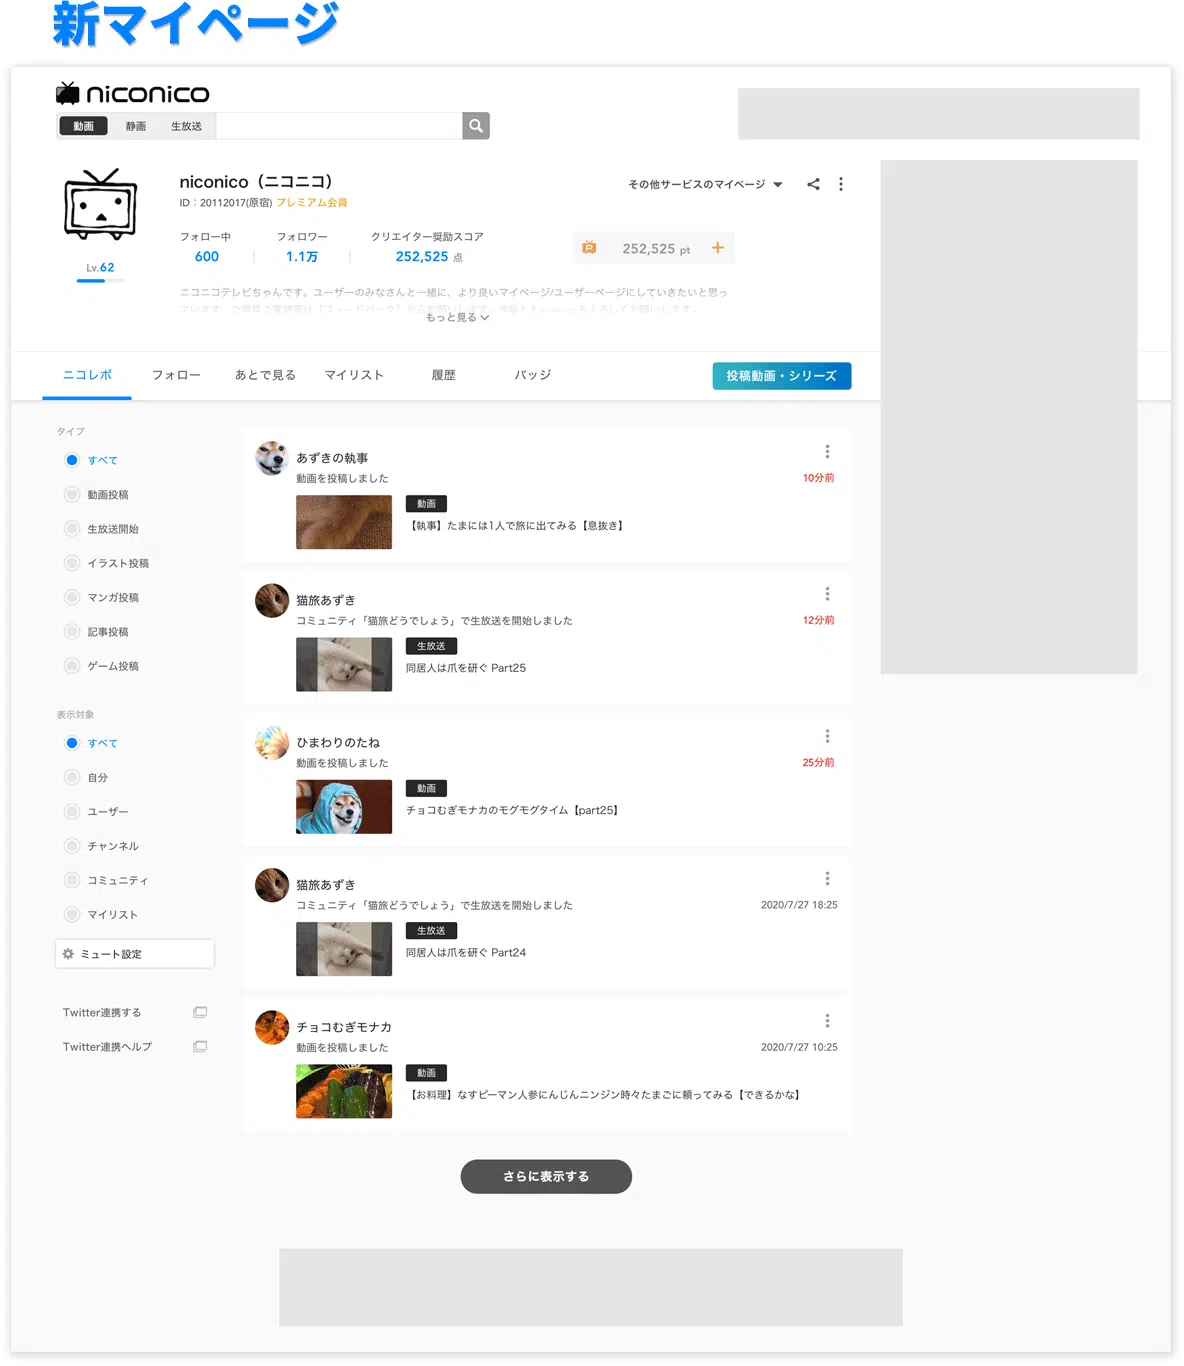 新マイページ
niconico
動画 静画 生放送
niconico（ニコニコ）
その他サービスのマイページ
ID：20112017(原宿) プレミアム会員
フォロー中 フォロワー クリエイター奨励スコア
600 1.1万 252,525 点
252,525 pt
Lv.62
ニコニコテレビちゃんです。ユーザーのみなさんと一緒に、より良いマイページ/ユーザーページにしていきたいと思っ
もっと見る
ニコレポ フォロー あとで見る マイリスト 履歴 バッジ 投稿動画・シリーズ
タイプ
すべて
動画投稿
生放送開始
イラスト投稿
マンガ投稿
記事投稿
ゲーム投稿
表示対象
すべて
自分
ユーザー
チャンネル
コミュニティ
マイリスト
ミュート設定
Twitter連携する
Twitter連携ヘルプ
あずきの執事
動画を投稿しました
10分前
動画
【執事】たまには1人で旅に出てみる【息抜き】
猫旅あずき
コミュニティ「猫旅どうでしょう」で生放送を開始しました
12分前
生放送
同居人は爪を研ぐ Part25
ひまわりのたね
動画を投稿しました
25分前
動画
チョコむぎモナカのモグモグタイム【part25】
猫旅あずき
コミュニティ「猫旅どうでしょう」で生放送を開始しました
2020/7/27 18:25
生放送
同居人は爪を研ぐ Part24
チョコむぎモナカ
動画を投稿しました
2020/7/27 10:25
動画
【お料理】なすピーマン人参にんじんニンジン時々たまごに頼ってみる【できるかな】
さらに表示する